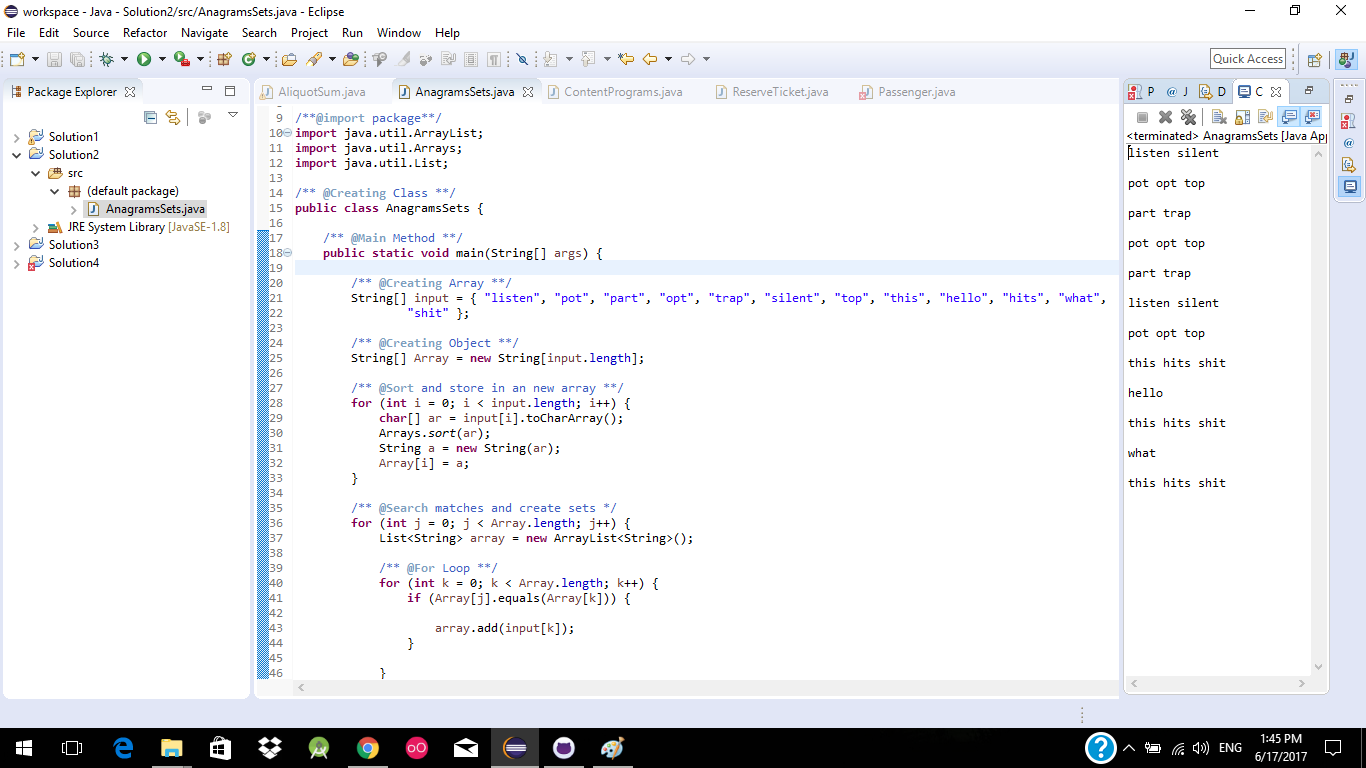 workspace - Java - Solution2/src/AnagramsSets.java - Eclipse
File Edit Source Refactor Navigate Search Project Run Window Help
Quick Access
Package Explorer
Solution1
Solution2
src
(default package)
AnagramsSets.java
JRE System Library [JavaSE-1.8]
Solution3
Solution4
AliquotSum.java AnagramsSets.java ContentPrograms.java ReserveTicket.java Passenger.java
9 /**@import package**/
10 import java.util.ArrayList;
11 import java.util.Arrays;
12 import java.util.List;
13
14 /** @Creating Class **/
15 public class AnagramsSets {
16
17 /** @Main Method **/
18 public static void main(String[] args) {
19
20 /** @Creating Array **/
21 String[] input = { "listen", "pot", "part", "opt", "trap", "silent", "top", "this", "hello", "hits", "what",
22 "shit" };
23
24 /** @Creating Object **/
25 String[] Array = new String[input.length];
26
27 /** @Sort and store in an new array **/
28 for (int i = 0; i < input.length; i++) {
29 char[] ar = input[i].toCharArray();
30 Arrays.sort(ar);
31 String a = new String(ar);
32 Array[i] = a;
33 }
34
35 /** @Search matches and create sets */
36 for (int j = 0; j < Array.length; j++) {
37 List<String> array = new ArrayList<String>();
38
39 /** @For Loop **/
40 for (int k = 0; k < Array.length; k++) {
41 if (Array[j].equals(Array[k])) {
42
43 array.add(input[k]);
44 }
45
46 }
P J D C
<terminated> AnagramsSets [Java App
listen silent
pot opt top
part trap
pot opt top
part trap
listen silent
pot opt top
this hits shit
hello
this hits shit
what
this hits shit
ENG
1:45 PM
6/17/2017